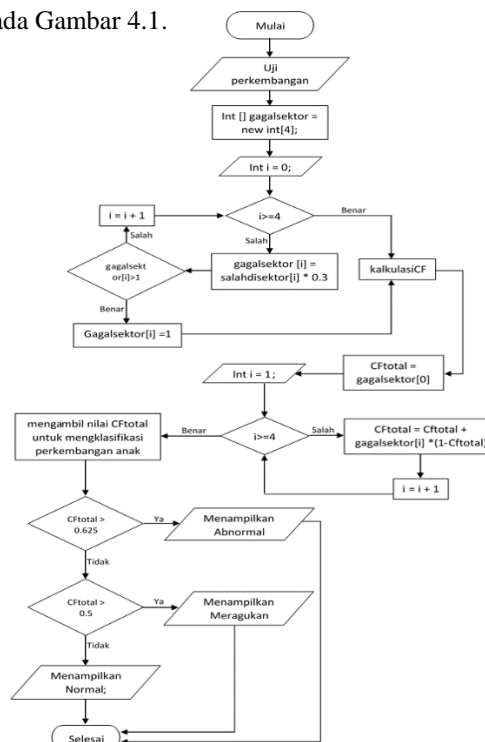 ada Gambar 4.1.
Mulai
Uji
perkembangan
Int [] gagalsektor =
new int[4];
Int i = 0;
i = i + 1
i>=4
Benar
Salah
Salah
gagalsekt
or[i]>1
gagalsektor [i] =
salahdisektor[i] * 0.3
kalkulasiCF
Benar
Gagalsektor[i] =1
CFtotal =
gagalsektor[0]
Int i = 1;
mengambil nilai CFtotal
untuk mengklasifikasi
perkembangan anak
Benar
i>=4
Salah
CFtotal = Cftotal +
gagalsektor[i] *(1-Cftotal)
i = i + 1
CFtotal >
0.625
Ya
Menampilkan
Abnormal
Tidak
CFtotal >
0.5
Ya
Menampilkan
Meragukan
Tidak
Menampilkan
Normal;
Selesai